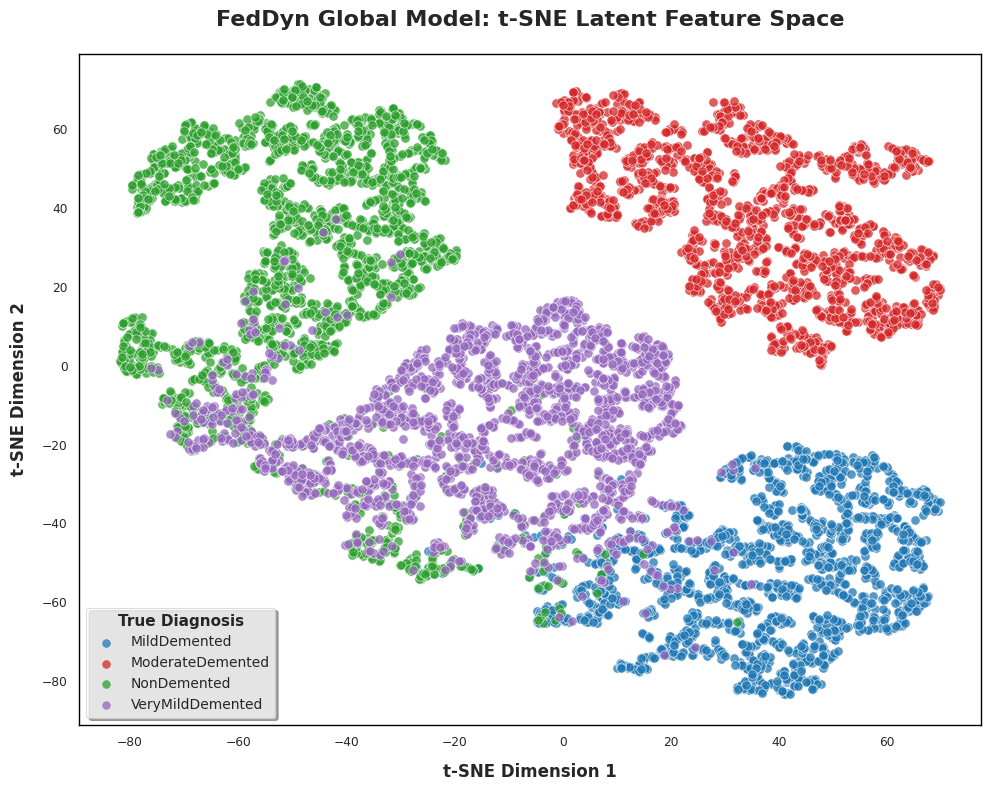 FedDyn Global Model: t-SNE Latent Feature Space
t-SNE Dimension 2
60
40
20
0
−20
−40
−60
−80
True Diagnosis
MildDemented
ModerateDemented
NonDemented
VeryMildDemented
−80 −60 −40 −20 0 20 40 60
t-SNE Dimension 1